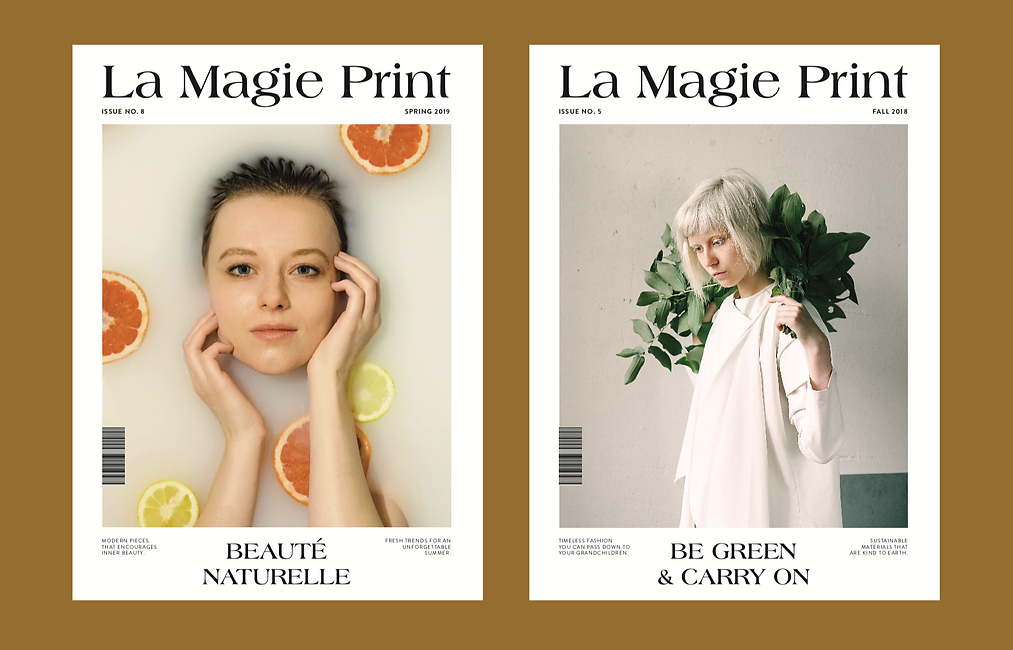 La Magie Print
ISSUE NO. 8
SPRING 2019
MODERN PIECES
THAT ENCOURAGES
INNER BEAUTY.
BEAUTÉ
NATURELLE
FRESH TRENDS FOR AN
UNFORGETTABLE
SUMMER.
La Magie Print
ISSUE NO. 5
FALL 2018
TIMELESS FASHION
YOU CAN PASS DOWN TO
YOUR GRANDCHILDREN.
BE GREEN
& CARRY ON
SUSTAINABLE
MATERIALS THAT
ARE KIND TO EARTH.